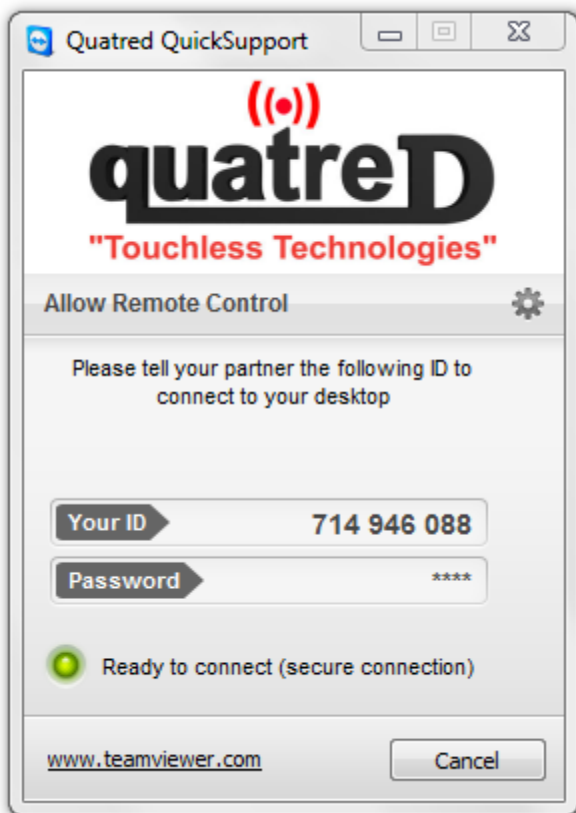 Quatred QuickSupport
quatreD
"Touchless Technologies"
Allow Remote Control
Please tell your partner the following ID to
connect to your desktop
Your ID 714 946 088
Password ****
Ready to connect (secure connection)
www.teamviewer.com Cancel